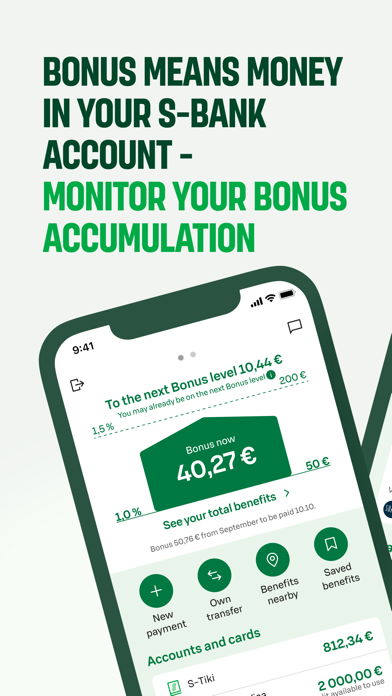 BONUS MEANS MONEY
IN YOUR S-BANK
ACCOUNT -
MONITOR YOUR BONUS
ACCUMULATION
9:41
To the next Bonus level 10,44 €
You may already be on the next Bonus level i
1,5 %
200 €
Bonus now
40,27 €
1.0 %
50 €
See your total benefits
Bonus 50,76 € from September to be paid 10.10.
New
payment
Own
transfer
Benefits
nearby
Saved
benefits
Accounts and cards
S-Tiki
812,34 €
2 000,00 €
available to use